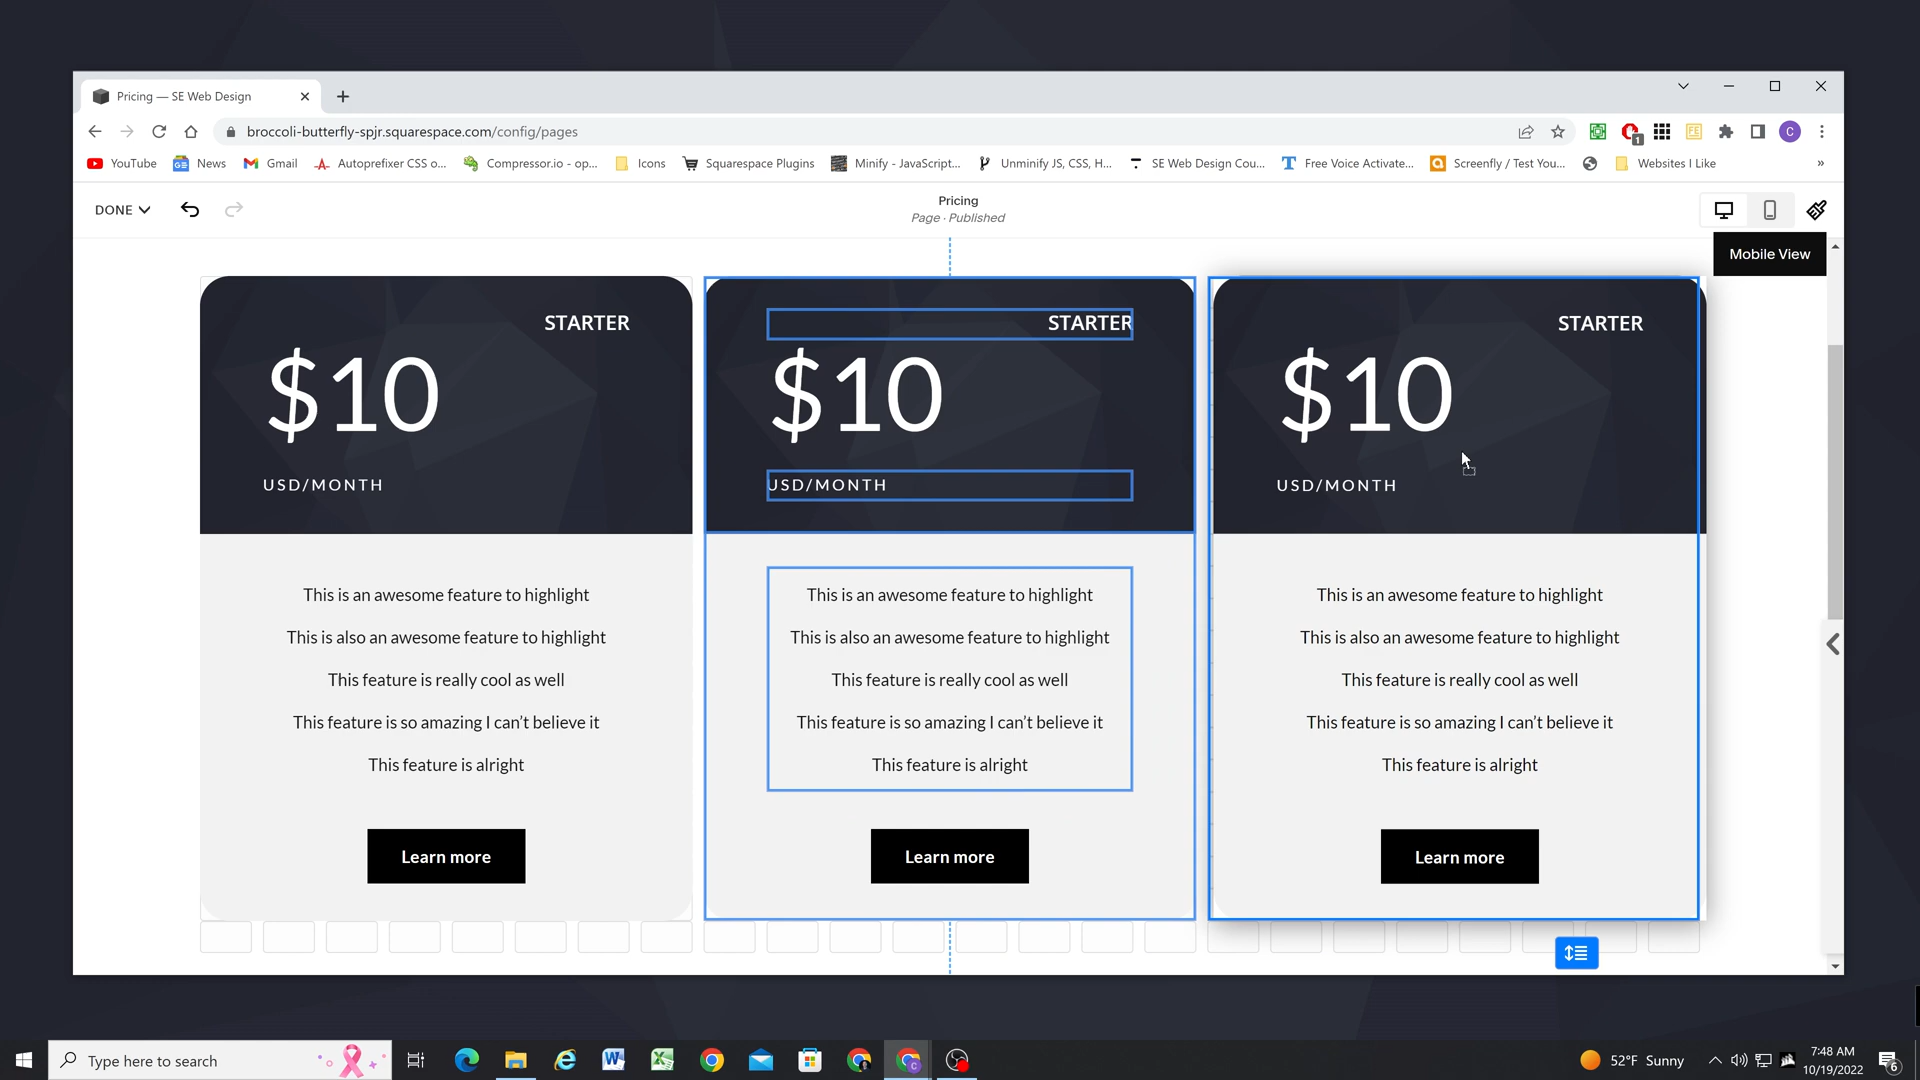 Pricing — SE Web Design
broccoli-butterfly-spjr.squarespace.com/config/pages
1
C
YouTube
News
Gmail
Autoprefixer CSS o...
Compressor.io - op...
Icons
Squarespace Plugins
Minify - JavaScript...
Unminify JS, CSS, H...
SE Web Design Cou...
Free Voice Activate...
Screenfly / Test You...
Websites I Like
»
DONE
Pricing
Page · Published
Mobile View
STARTER
$10
USD/MONTH
This is an awesome feature to highlight
This is also an awesome feature to highlight
This feature is really cool as well
This feature is so amazing I can’t believe it
This feature is alright
Learn more
STARTER
$10
USD/MONTH
This is an awesome feature to highlight
This is also an awesome feature to highlight
This feature is really cool as well
This feature is so amazing I can’t believe it
This feature is alright
Learn more
STARTER
$10
USD/MONTH
This is an awesome feature to highlight
This is also an awesome feature to highlight
This feature is really cool as well
This feature is so amazing I can’t believe it
This feature is alright
Learn more
Type here to search
52°F Sunny
7:48 AM
10/19/2022
6